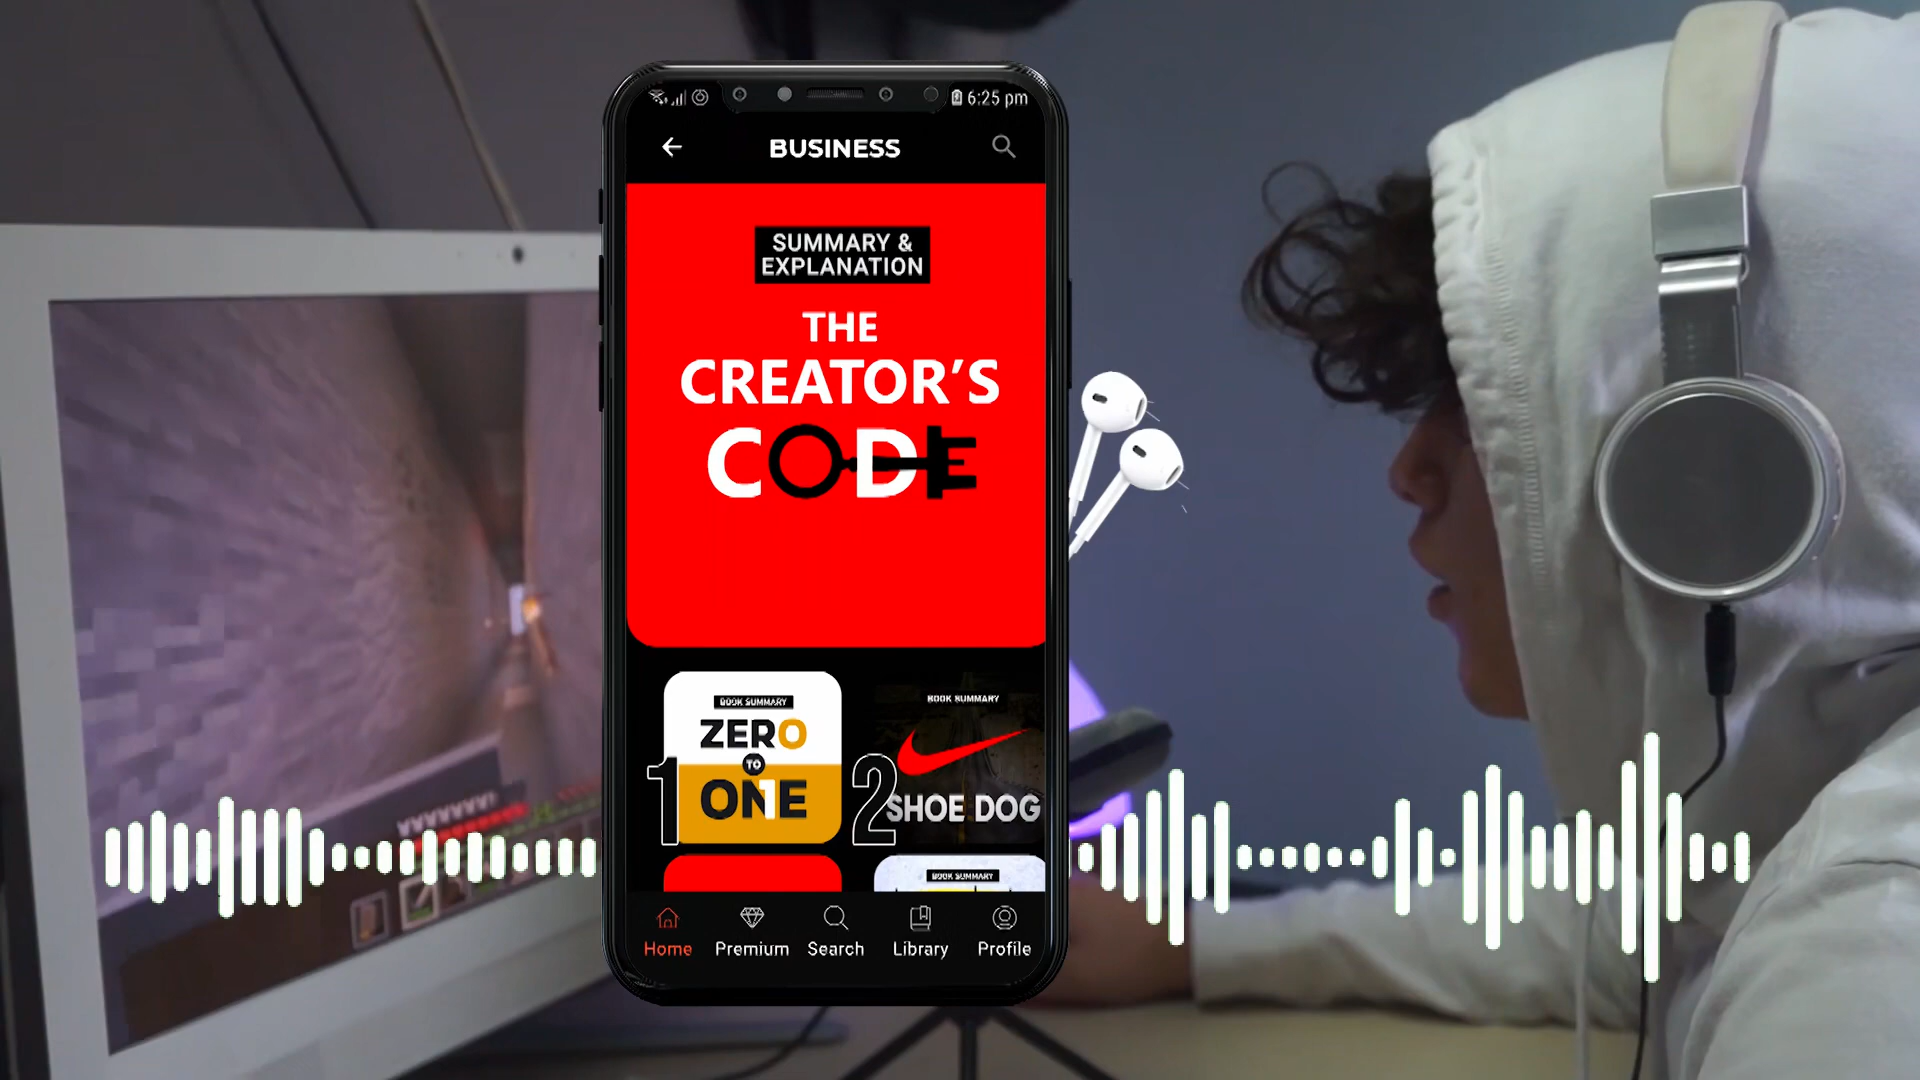 6:25 pm
BUSINESS
SUMMARY &
EXPLANATION
THE
CREATOR'S
CODE
BOOK SUMMARY
ZERO
TO
ONE
1
BOOK SUMMARY
SHOE DOG
2
BOOK SUMMARY
Home Premium Search Library Profile